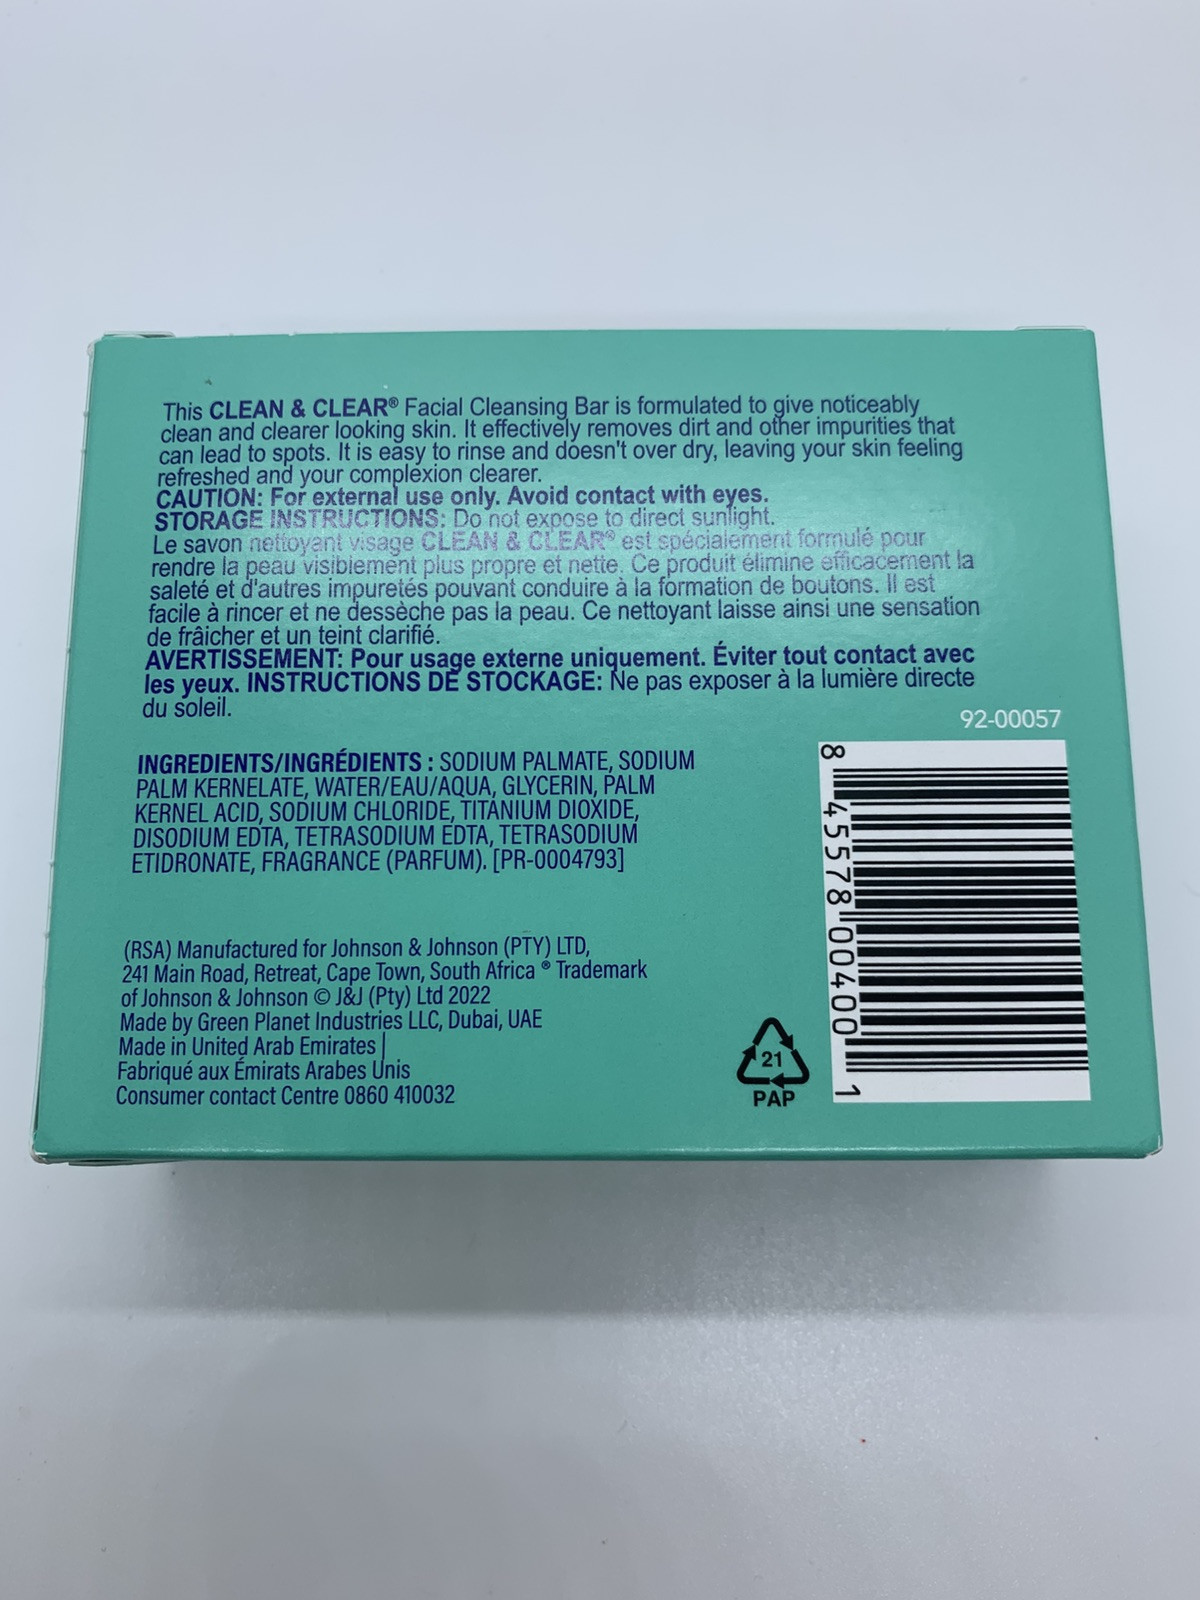 This CLEAN & CLEAR® Facial Cleansing Bar is formulated to give noticeably
clean and clearer looking skin. It effectively removes dirt and other impurities that
can lead to spots. It is easy to rinse and doesn't over dry, leaving your skin feeling
refreshed and your complexion clearer.
CAUTION: For external use only. Avoid contact with eyes.
STORAGE INSTRUCTIONS: Do not expose to direct sunlight.
Le savon nettoyant visage CLEAN & CLEAR® est spécialement formulé pour
rendre la peau visiblement plus propre et nette. Ce produit élimine efficacement la
saleté et d'autres impuretés pouvant conduire à la formation de boutons. Il est
facile à rincer et ne dessèche pas la peau. Ce nettoyant laisse ainsi une sensation
de frâicher et un teint clarifié.
AVERTISSEMENT: Pour usage externe uniquement. Éviter tout contact avec
les yeux. INSTRUCTIONS DE STOCKAGE: Ne pas exposer à la lumière directe
du soleil.
92-00057
INGREDIENTS/INGRÉDIENTS : SODIUM PALMATE, SODIUM
PALM KERNELATE, WATER/EAU/AQUA, GLYCERIN, PALM
KERNEL ACID, SODIUM CHLORIDE, TITANIUM DIOXIDE,
DISODIUM EDTA, TETRASODIUM EDTA, TETRASODIUM
ETIDRONATE, FRAGRANCE (PARFUM). [PR-0004793]
8 45578 00400 1
(RSA) Manufactured for Johnson & Johnson (PTY) LTD,
241 Main Road, Retreat, Cape Town, South Africa ® Trademark
of Johnson & Johnson © J&J (Pty) Ltd 2022
Made by Green Planet Industries LLC, Dubai, UAE
Made in United Arab Emirates |
Fabriqué aux Émirats Arabes Unis
Consumer contact Centre 0860 410032
21
PAP